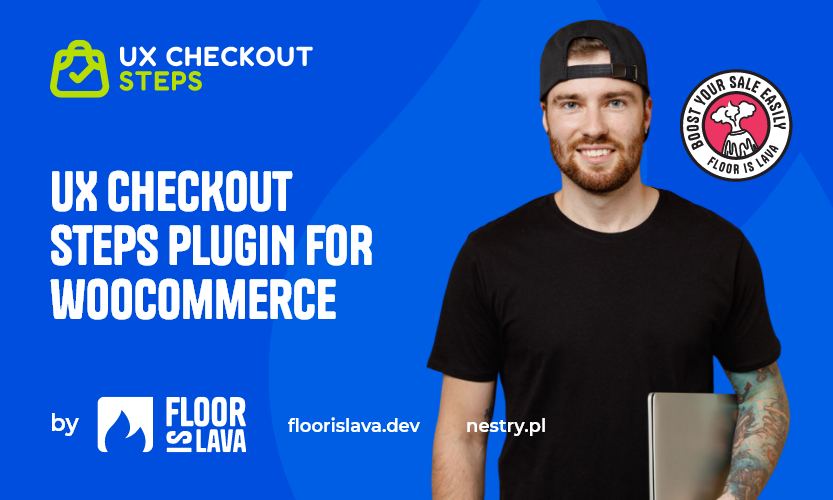 UX CHECKOUT
STEPS
BOOST YOUR SALE EASILY
FLOOR IS LAVA
UX CHECKOUT
STEPS PLUGIN FOR
WOOCOMMERCE
by
FLOOR
IS LAVA
floorislava.dev
nestry.pl